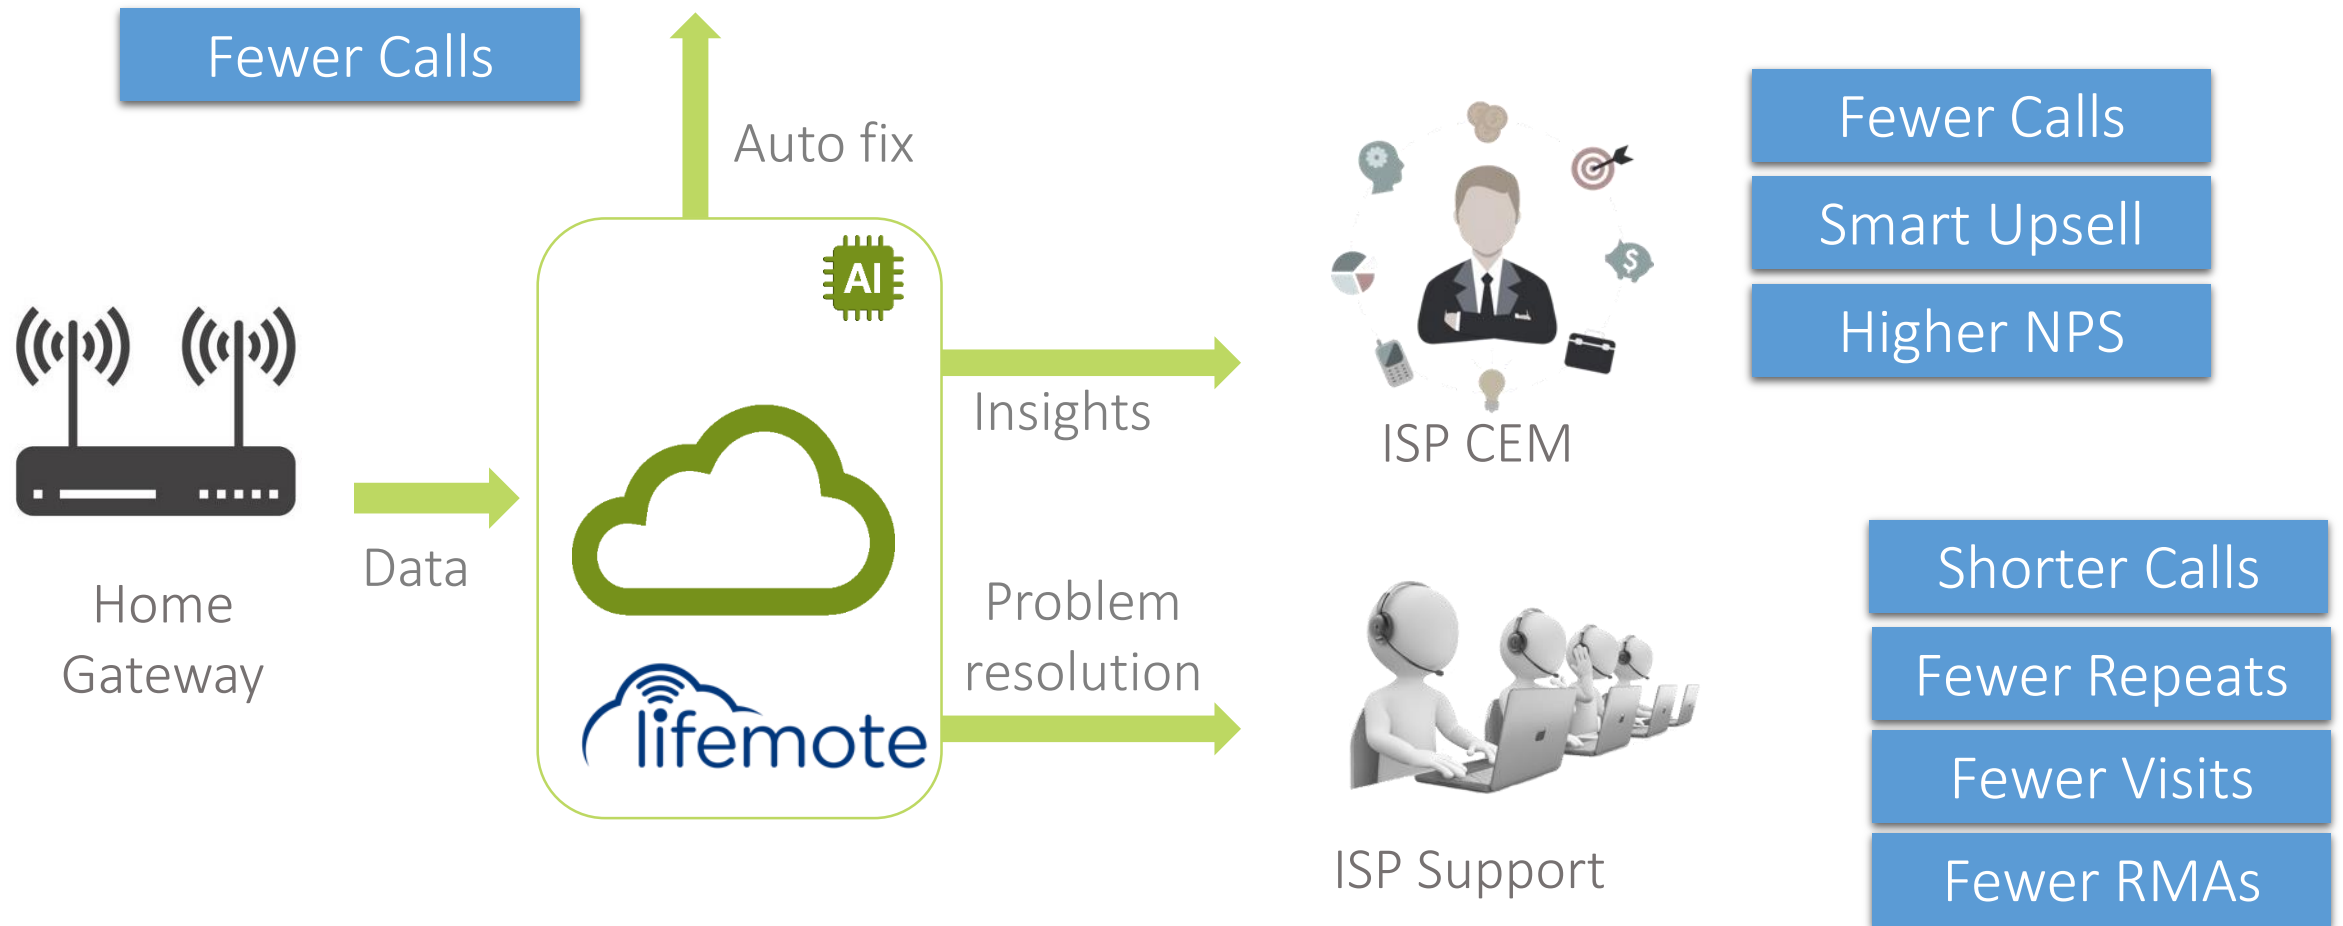 Fewer Calls
Auto fix
AI
Home
Gateway
Data
lifemote
Insights
Problem
resolution
$
ISP CEM
Fewer Calls
Smart Upsell
Higher NPS
ISP Support
Shorter Calls
Fewer Repeats
Fewer Visits
Fewer RMAs